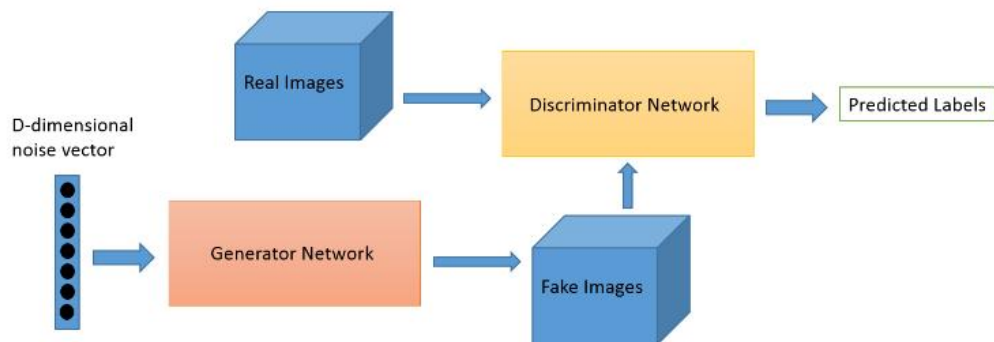 Real Images
Discriminator Network
Predicted Labels
D-dimensional
noise vector
Generator Network
Fake Images